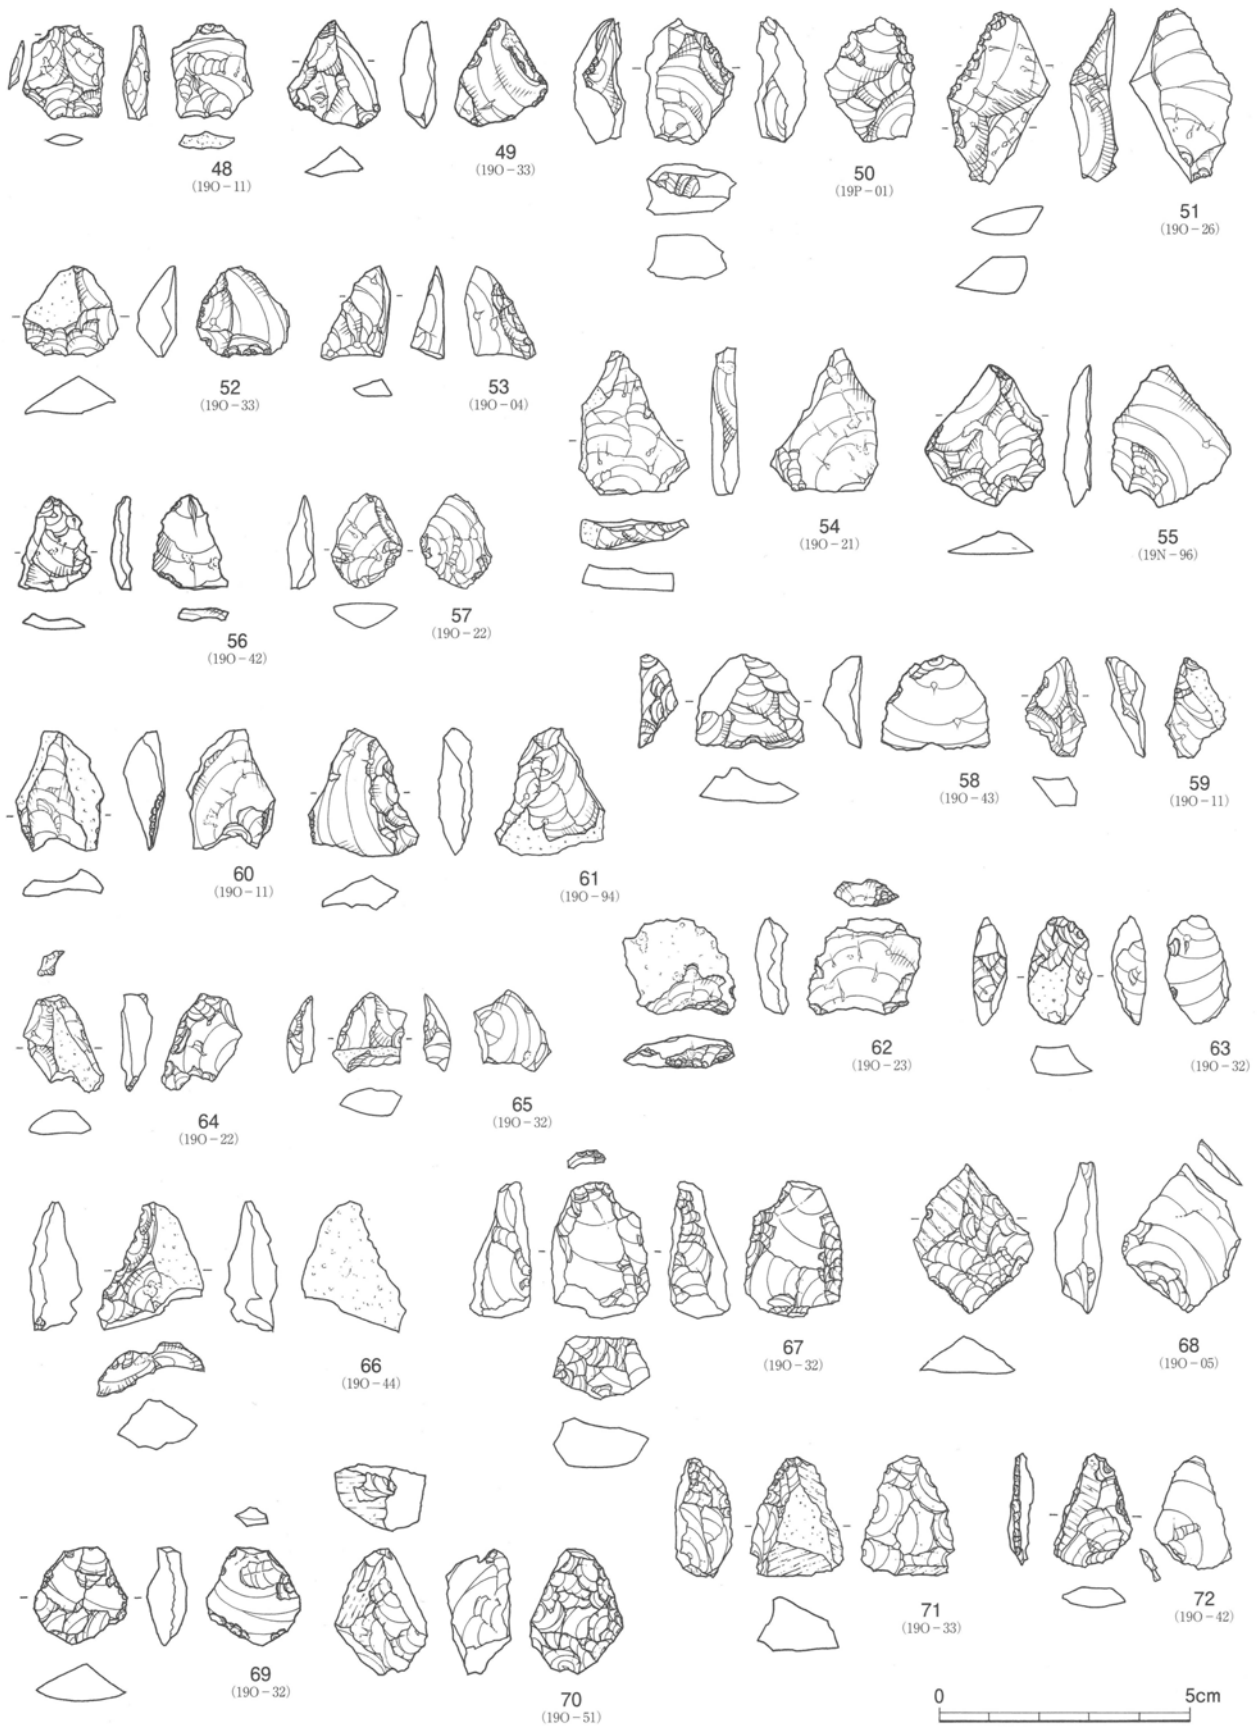 48
(19O－11)
49
(19O－33)
50
(19P－01)
51
(19O－26)
52
(19O－33)
53
(19O－04)
54
(19O－21)
55
(19N－96)
56
(19O－42)
57
(19O－22)
58
(19O－43)
59
(19O－11)
60
(19O－11)
61
(19O－94)
62
(19O－23)
63
(19O－32)
64
(19O－22)
65
(19O－32)
66
(19O－44)
67
(19O－32)
68
(19O－05)
69
(19O－32)
70
(19O－51)
71
(19O－33)
72
(19O－42)
0 5cm